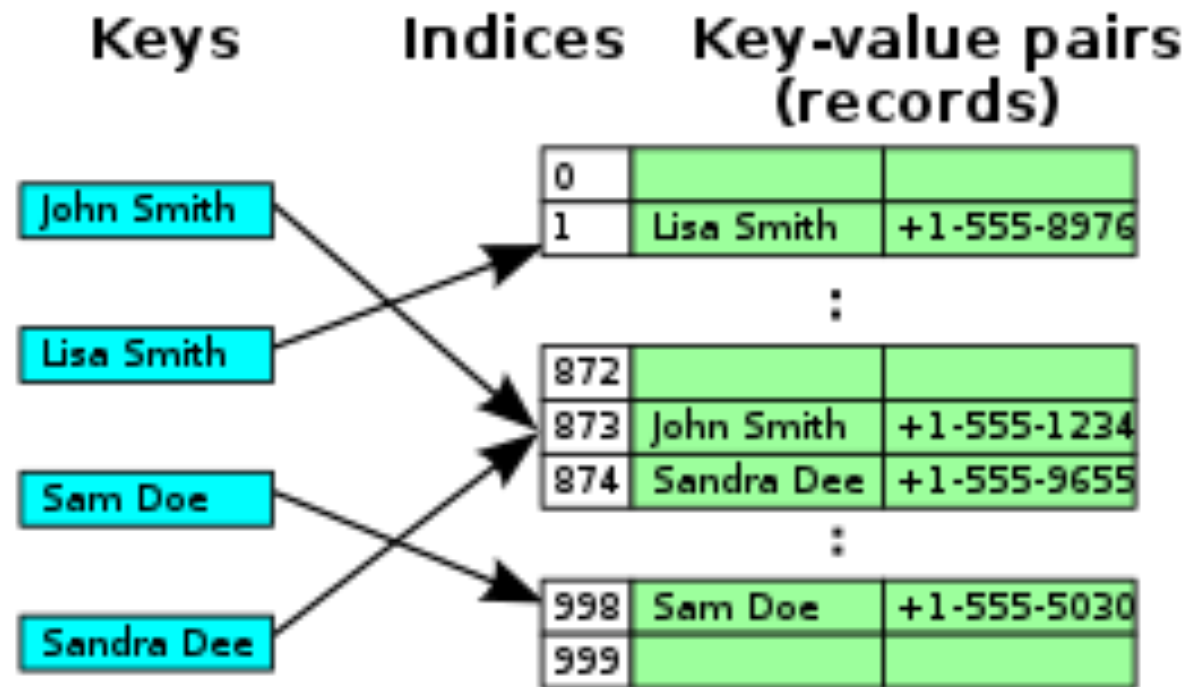 Keys
Indices
Key-value pairs
(records)
John Smith
Lisa Smith
Sam Doe
Sandra Dee
0
1 Lisa Smith +1-555-8976
:
872
873 John Smith +1-555-1234
874 Sandra Dee +1-555-9655
:
998 Sam Doe +1-555-5030
999